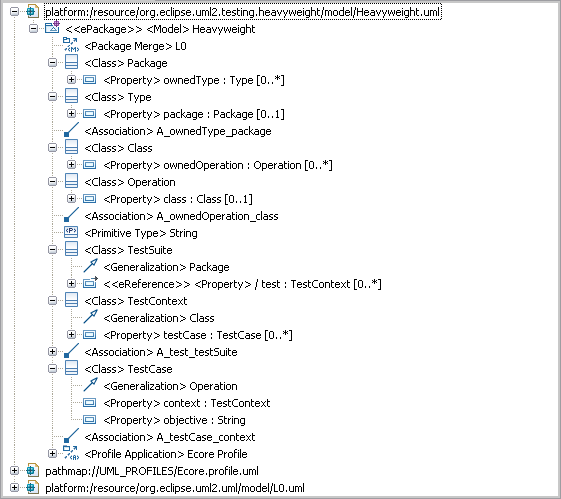 platform:/resource/org.eclipse.uml2.testing.heavyweight/model/Heavyweight.uml
<<ePackage>> <Model> Heavyweight
<Package Merge> L0
<Class> Package
<Property> ownedType : Type [0..*]
<Class> Type
<Property> package : Package [0..1]
<Association> A_ownedType_package
<Class> Class
<Property> ownedOperation : Operation [0..*]
<Class> Operation
<Property> class : Class [0..1]
<Association> A_ownedOperation_class
<Primitive Type> String
<Class> TestSuite
<Generalization> Package
<<eReference>> <Property> / test : TestContext [0..*]
<Class> TestContext
<Generalization> Class
<Property> testCase : TestCase [0..*]
<Association> A_test_testSuite
<Class> TestCase
<Generalization> Operation
<Property> context : TestContext
<Property> objective : String
<Association> A_testCase_context
<Profile Application> Ecore Profile
pathmap://UML_PROFILES/Ecore.profile.uml
platform:/resource/org.eclipse.uml2.uml/model/L0.uml